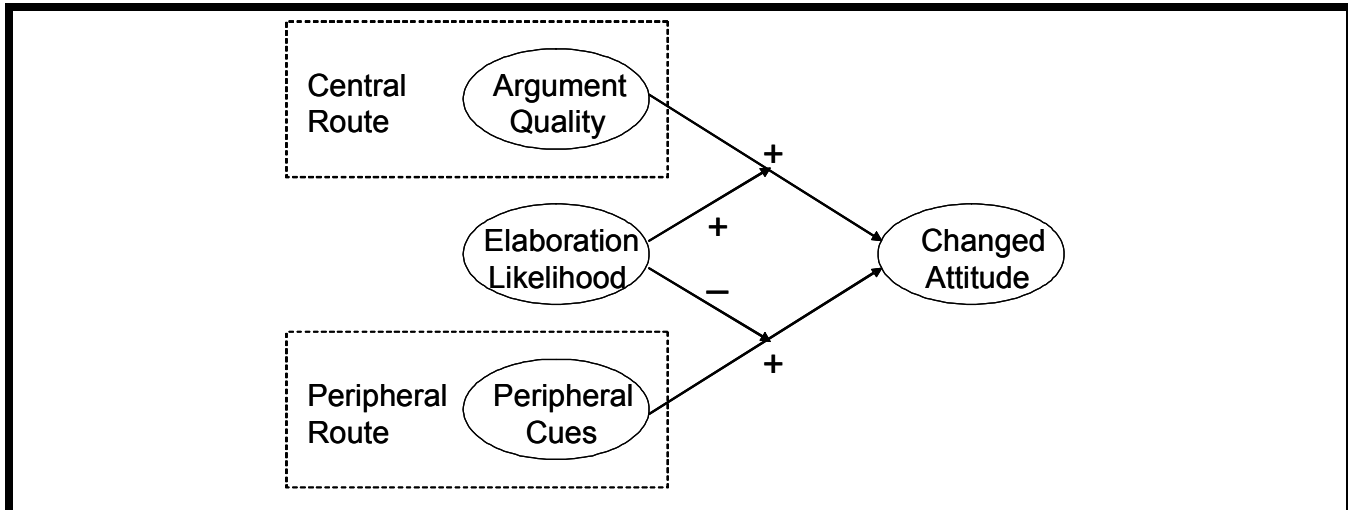 Central
Route
Argument
Quality
+
+
Elaboration
Likelihood
–
Changed
Attitude
+
Peripheral
Route
Peripheral
Cues